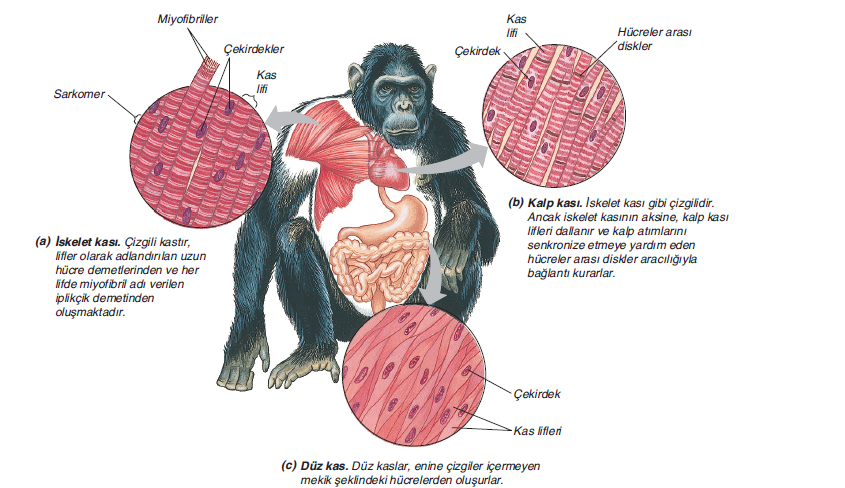 Miyofibriller
Çekirdekler
Kas
lifi
Sarkomer
(a) İskelet kası. Çizgili kastır,
lifler olarak adlandırılan uzun
hücre demetlerinden ve her
lifde miyofibril adı verilen
iplikçik demetinden
oluşmaktadır.
Kas
lifi
Çekirdek
Hücreler arası
diskler
(b) Kalp kası. İskelet kası gibi çizgilidir.
Ancak iskelet kasının aksine, kalp kası
lifleri dallanır ve kalp atımlarını
senkronize etmeye yardım eden
hücreler arası diskler aracılığıyla
bağlantı kurarlar.
Çekirdek
Kas lifleri
(c) Düz kas. Düz kaslar, enine çizgiler içermeyen
mekik şeklindeki hücrelerden oluşurlar.